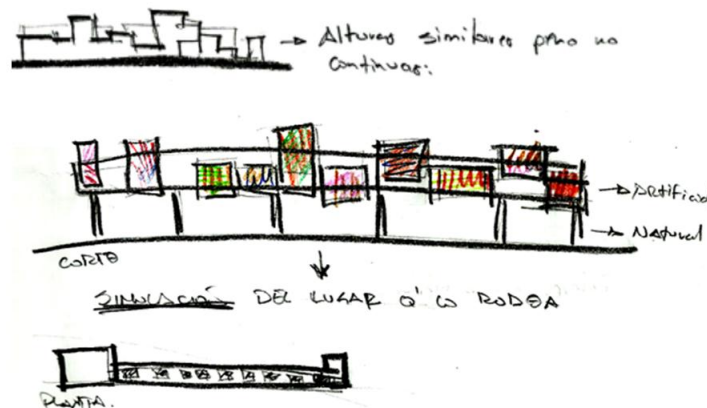 → Alturas similares pero no
continuas:
→ Artificial
→ Natural
CORTE
SIMULACIÓN DEL LUGAR Q' LO RODEA
PLANTA.